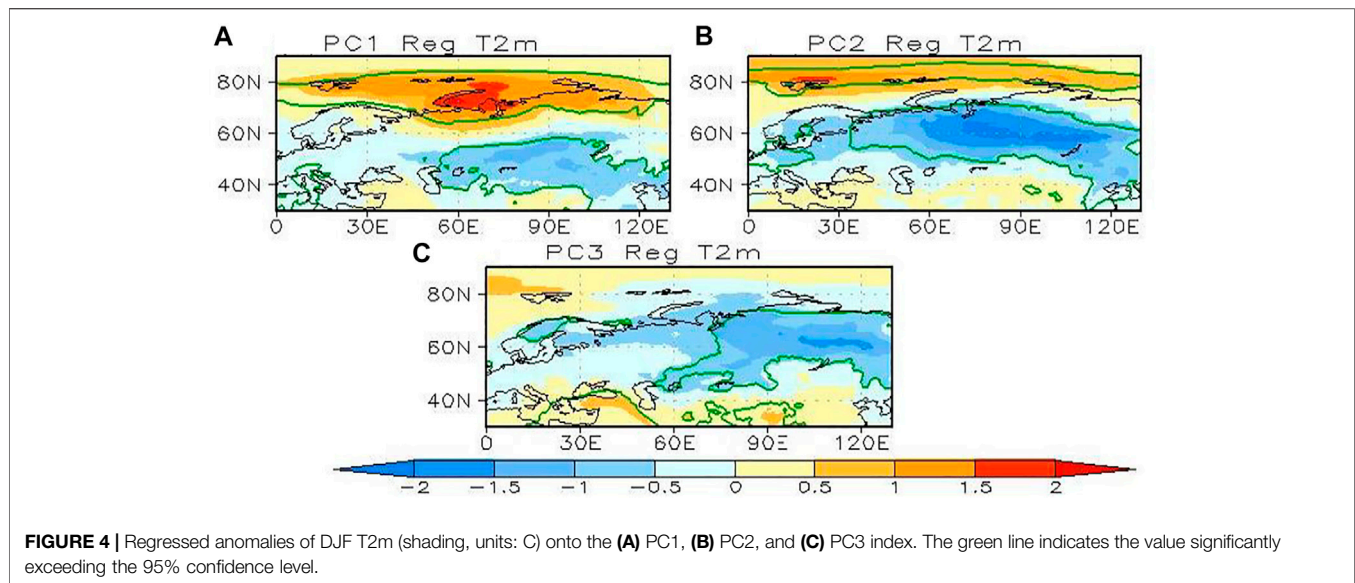 A
PC1 Reg T2m
80N
60N
40N
0 30E 60E 90E 120E
B
PC2 Reg T2m
80N
60N
40N
0 30E 60E 90E 120E
C
PC3 Reg T2m
80N
60N
40N
0 30E 60E 90E 120E
−2 −1.5 −1 −0.5 0 0.5 1 1.5 2
FIGURE 4 | Regressed anomalies of DJF T2m (shading, units: C) onto the (A) PC1, (B) PC2, and (C) PC3 index. The green line indicates the value significantly
exceeding the 95% confidence level.